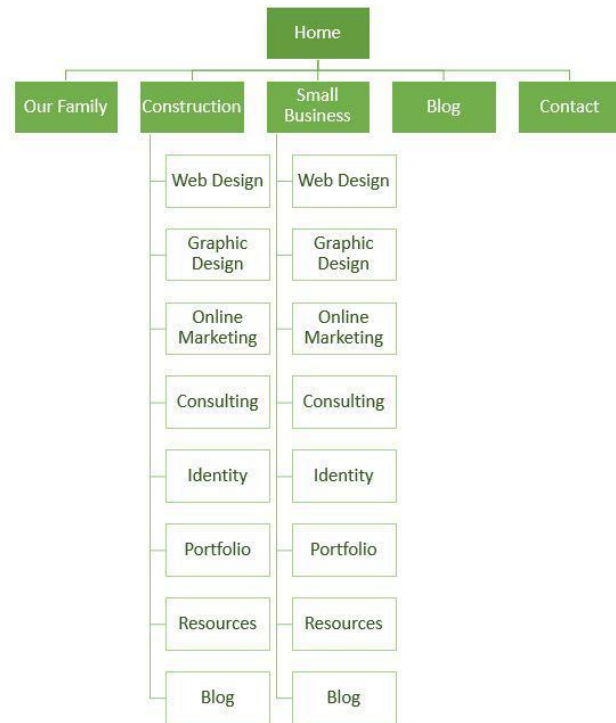 Home
Our Family
Construction
Small
Business
Blog
Contact
Web Design
Graphic
Design
Online
Marketing
Consulting
Identity
Portfolio
Resources
Blog
Web Design
Graphic
Design
Online
Marketing
Consulting
Identity
Portfolio
Resources
Blog